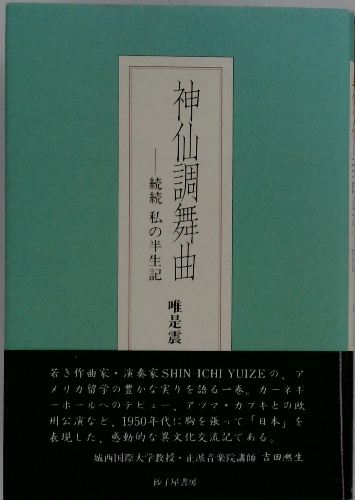 神仙調舞曲
──続続 私の半生記
唯是震一
若き作曲家・演奏家SHIN ICHI YUIZEの、ア
メリカ留学の豊かな実りを語る一巻。カーネギ
ーホールへのデビュー、アヅマ・カブキとの欧
州公演など、1950年代に胸を張って「日本」を
表現した、感動的な異文化交流記である。
城西国際大学教授・正派音楽院講師 吉田煕生
砂子屋書房